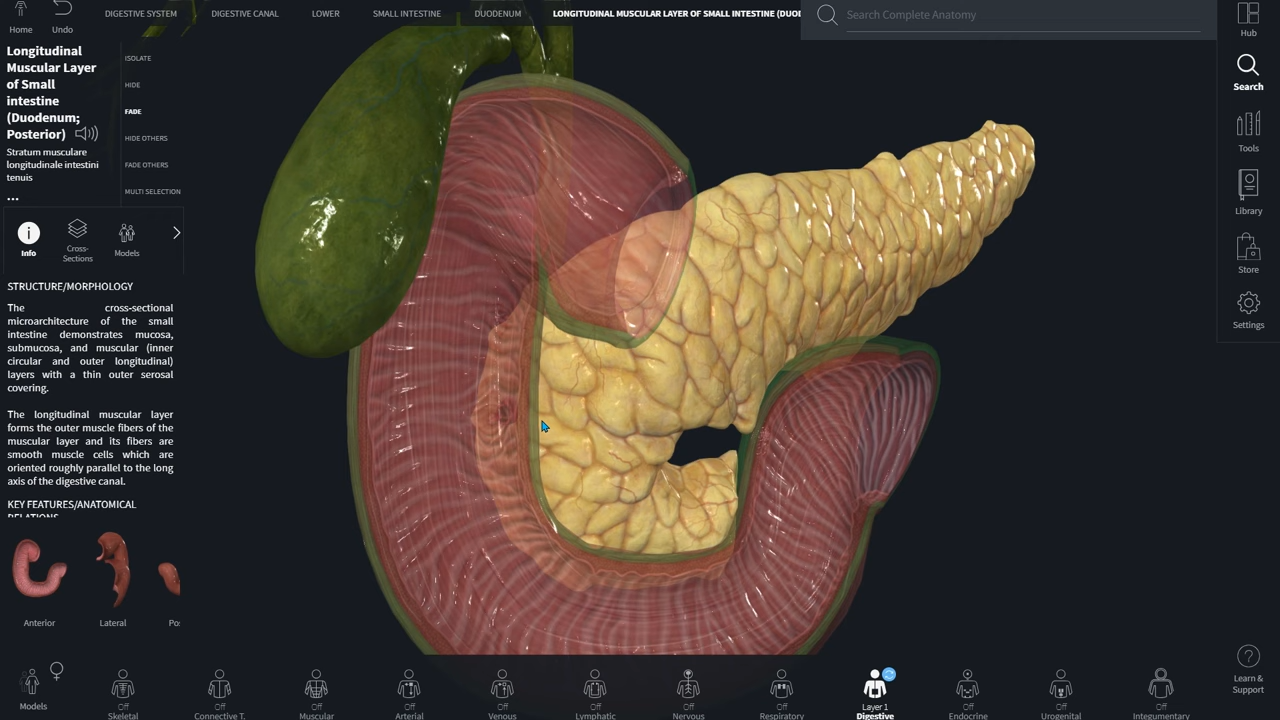 Home
Undo
DIGESTIVE SYSTEM
DIGESTIVE CANAL
LOWER
SMALL INTESTINE
DUODENUM
LONGITUDINAL MUSCULAR LAYER OF SMALL INTESTINE (DUOD
Search Complete Anatomy
Hub
Longitudinal
Muscular Layer
of Small
intestine
(Duodenum;
Posterior)
Stratum musculare
longitudinale intestini
tenuis
...
ISOLATE
HIDE
FADE
HIDE OTHERS
FADE OTHERS
MULTI SELECTION
Info
Cross-
Sections
Models
STRUCTURE/MORPHOLOGY
The cross-sectional
microarchitecture of the small
intestine demonstrates mucosa,
submucosa, and muscular (inner
circular and outer longitudinal)
layers with a thin outer serosal
covering.
The longitudinal muscular layer
forms the outer muscle fibers of the
muscular layer and its fibers are
smooth muscle cells which are
oriented roughly parallel to the long
axis of the digestive canal.
KEY FEATURES/ANATOMICAL
RELATIONS
Anterior
Lateral
Pos
Search
Tools
Library
Store
Settings
Learn &
Support
Models
Off
Skeletal
Off
Connective T.
Off
Muscular
Off
Arterial
Off
Venous
Off
Lymphatic
Off
Nervous
Off
Respiratory
Layer 1
Digestive
Off
Endocrine
Off
Urogenital
Off
Integumentary